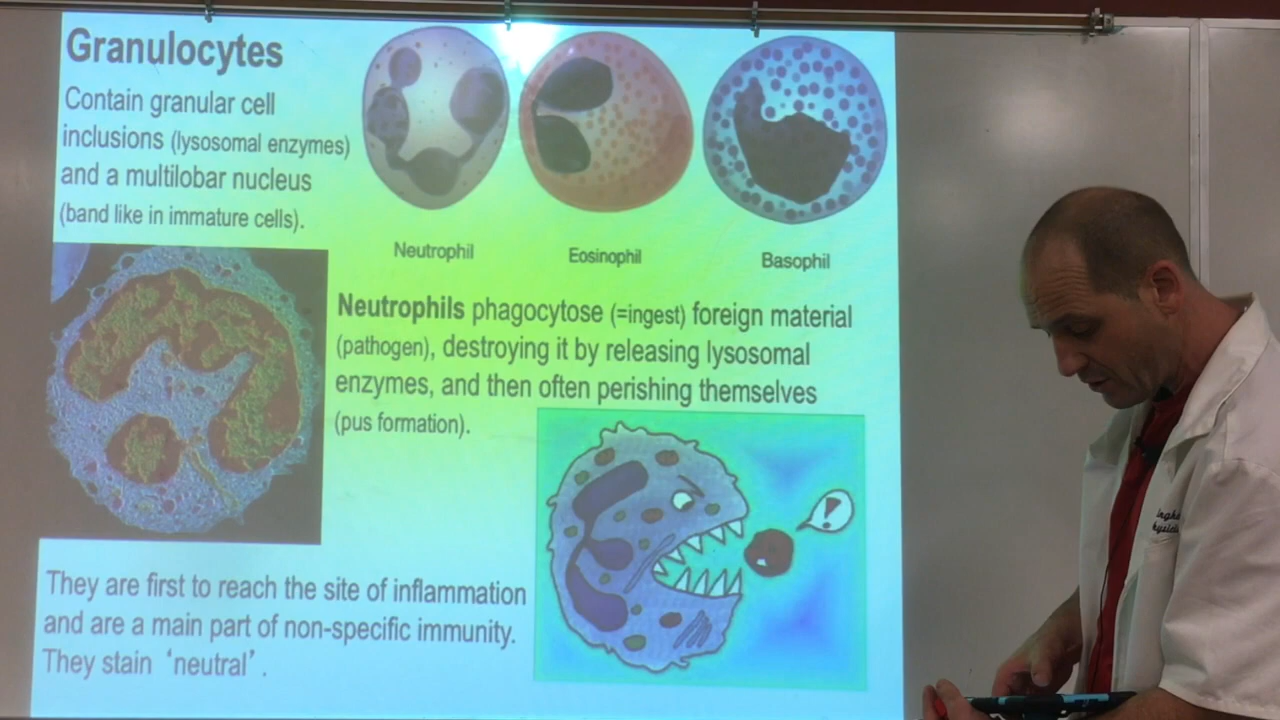 Granulocytes
Contain granular cell
inclusions (lysosomal enzymes)
and a multilobar nucleus
(band like in immature cells).
Neutrophil
Eosinophil
Basophil
Neutrophils phagocytose (=ingest) foreign material
(pathogen), destroying it by releasing lysosomal
enzymes, and then often perishing themselves
(pus formation).
!
They are first to reach the site of inflammation
and are a main part of non-specific immunity.
They stain ‘neutral’.